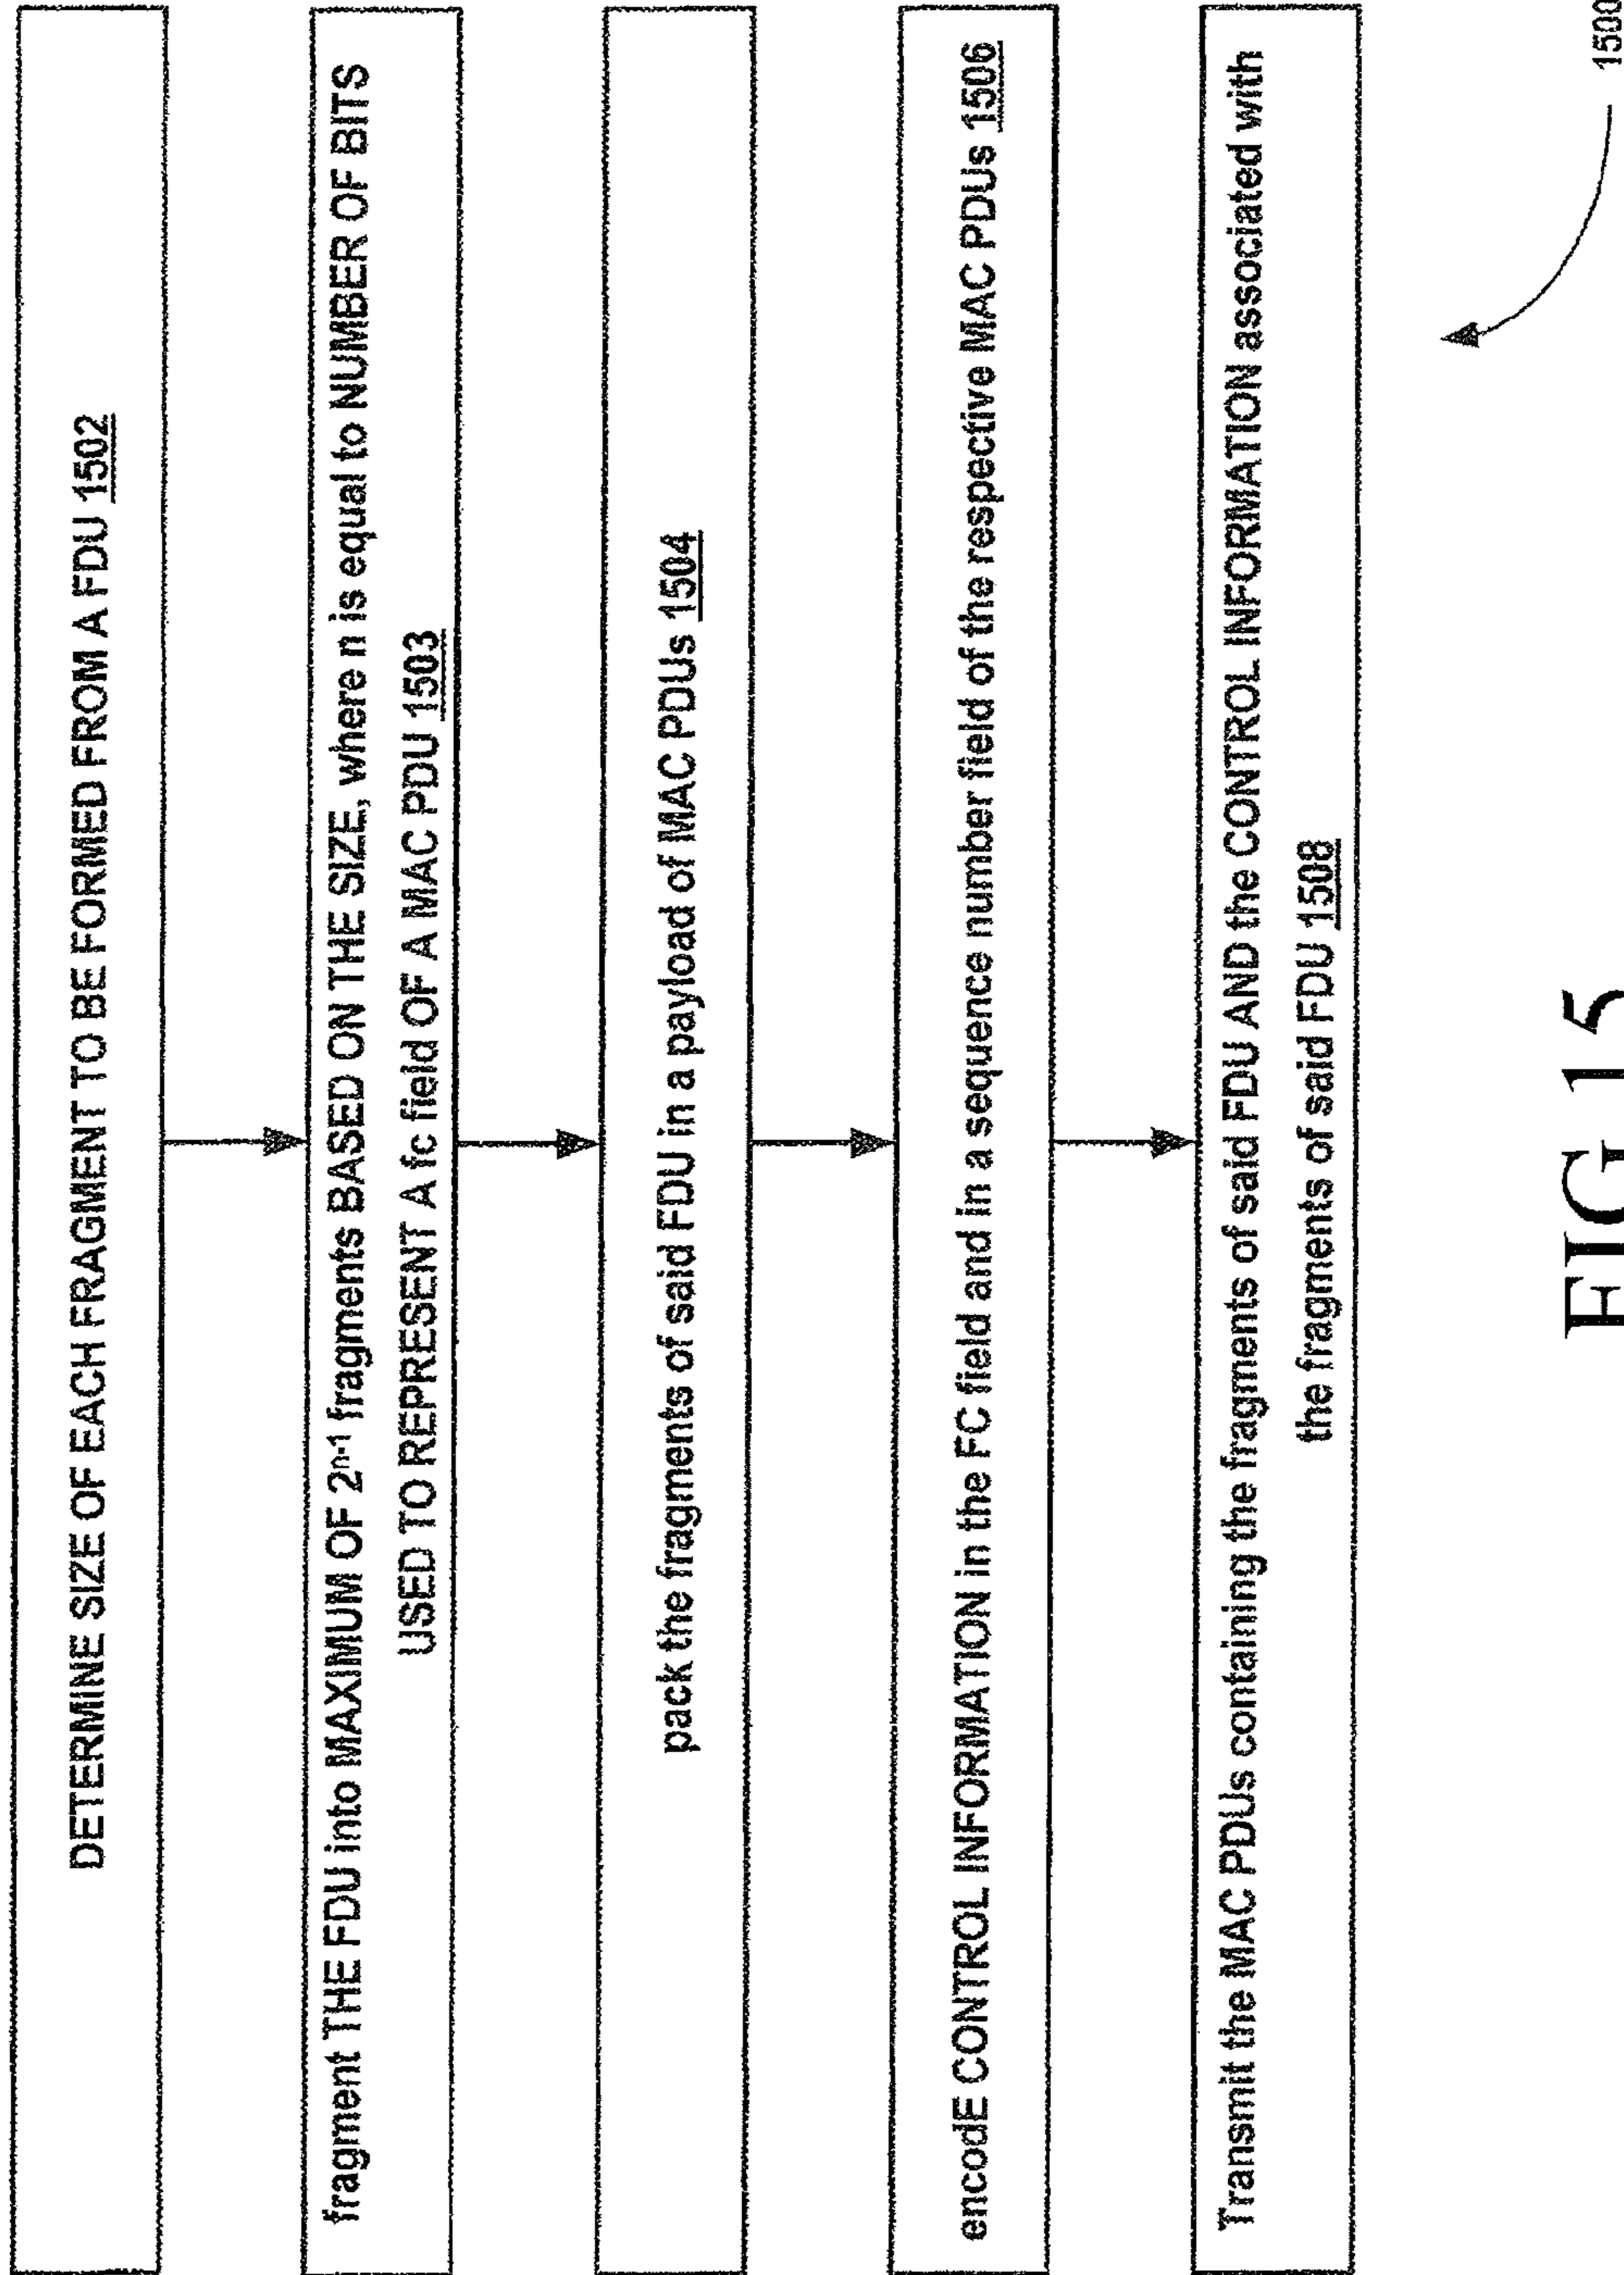 DETERMINE SIZE OF EACH FRAGMENT TO BE FORMED FROM A FDU 1502
fragment THE FDU into MAXIMUM OF 2ⁿ⁻¹ fragments BASED ON THE SIZE, where n is equal to NUMBER OF BITS
USED TO REPRESENT A fc field OF A MAC PDU 1503
pack the fragments of said FDU in a payload of MAC PDUs 1504
encodE CONTROL INFORMATION in the FC field and in a sequence number field of the respective MAC PDUs 1506
Transmit the MAC PDUs containing the fragments of said FDU AND the CONTROL INFORMATION associated with
the fragments of said FDU 1508
1500
FIG.15